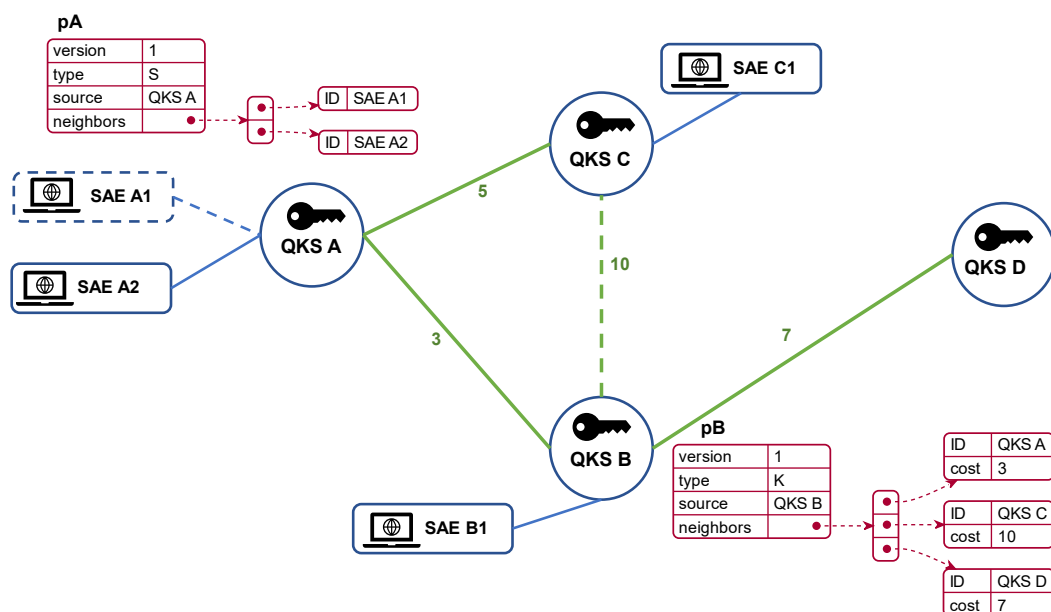 pA
version 1
type S
source QKS A
neighbors
ID SAE A1
ID SAE A2
SAE C1
QKS C
SAE A1
QKS A
SAE A2
5
10
3
7
QKS D
QKS B
SAE B1
pB
version 1
type K
source QKS B
neighbors
ID QKS A
cost 3
ID QKS C
cost 10
ID QKS D
cost 7